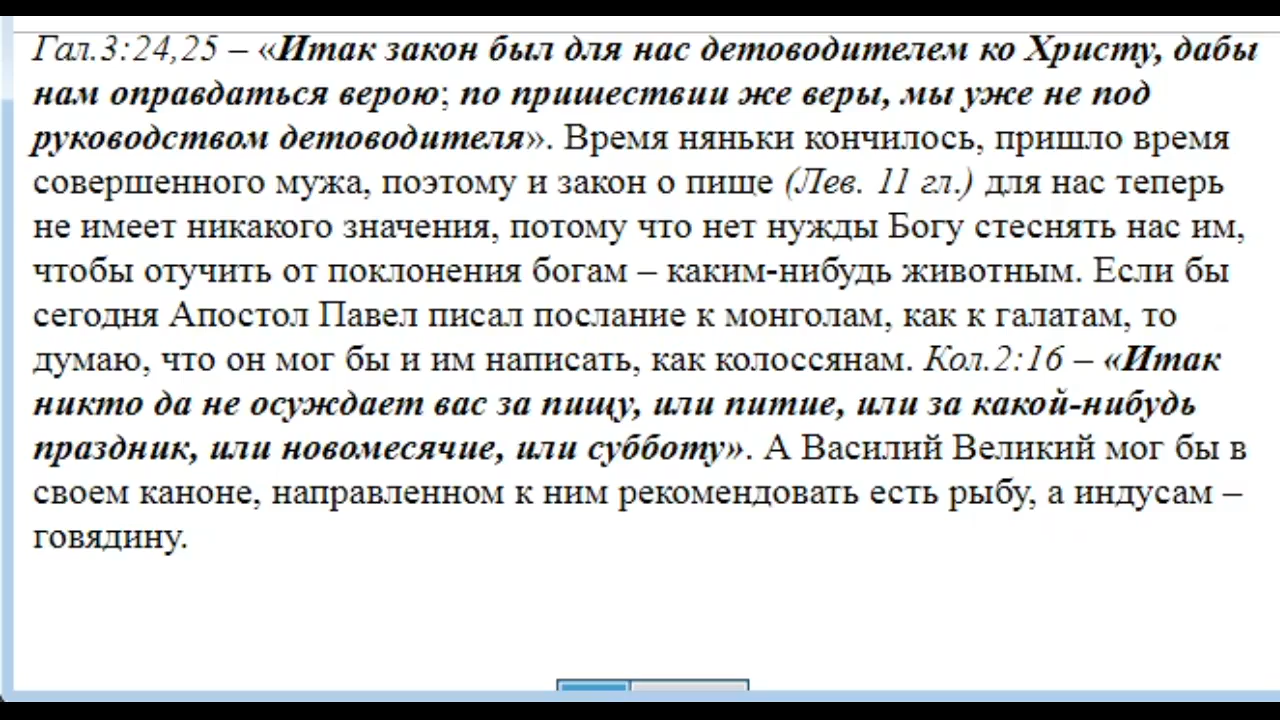 Гал.3:24,25 – «Итак закон был для нас детоводителем ко Христу, дабы
нам оправдаться верою; по пришествии же веры, мы уже не под
руководством детоводителя». Время няньки кончилось, пришло время
совершенного мужа, поэтому и закон о пище (Лев. 11 гл.) для нас теперь
не имеет никакого значения, потому что нет нужды Богу стеснять нас им,
чтобы отучить от поклонения богам – каким-нибудь животным. Если бы
сегодня Апостол Павел писал послание к монголам, как к галатам, то
думаю, что он мог бы и им написать, как колоссянам. Кол.2:16 – «Итак
никто да не осуждает вас за пищу, или питие, или за какой-нибудь
праздник, или новомесячие, или субботу». А Василий Великий мог бы в
своем каноне, направленном к ним рекомендовать есть рыбу, а индусам –
говядину.